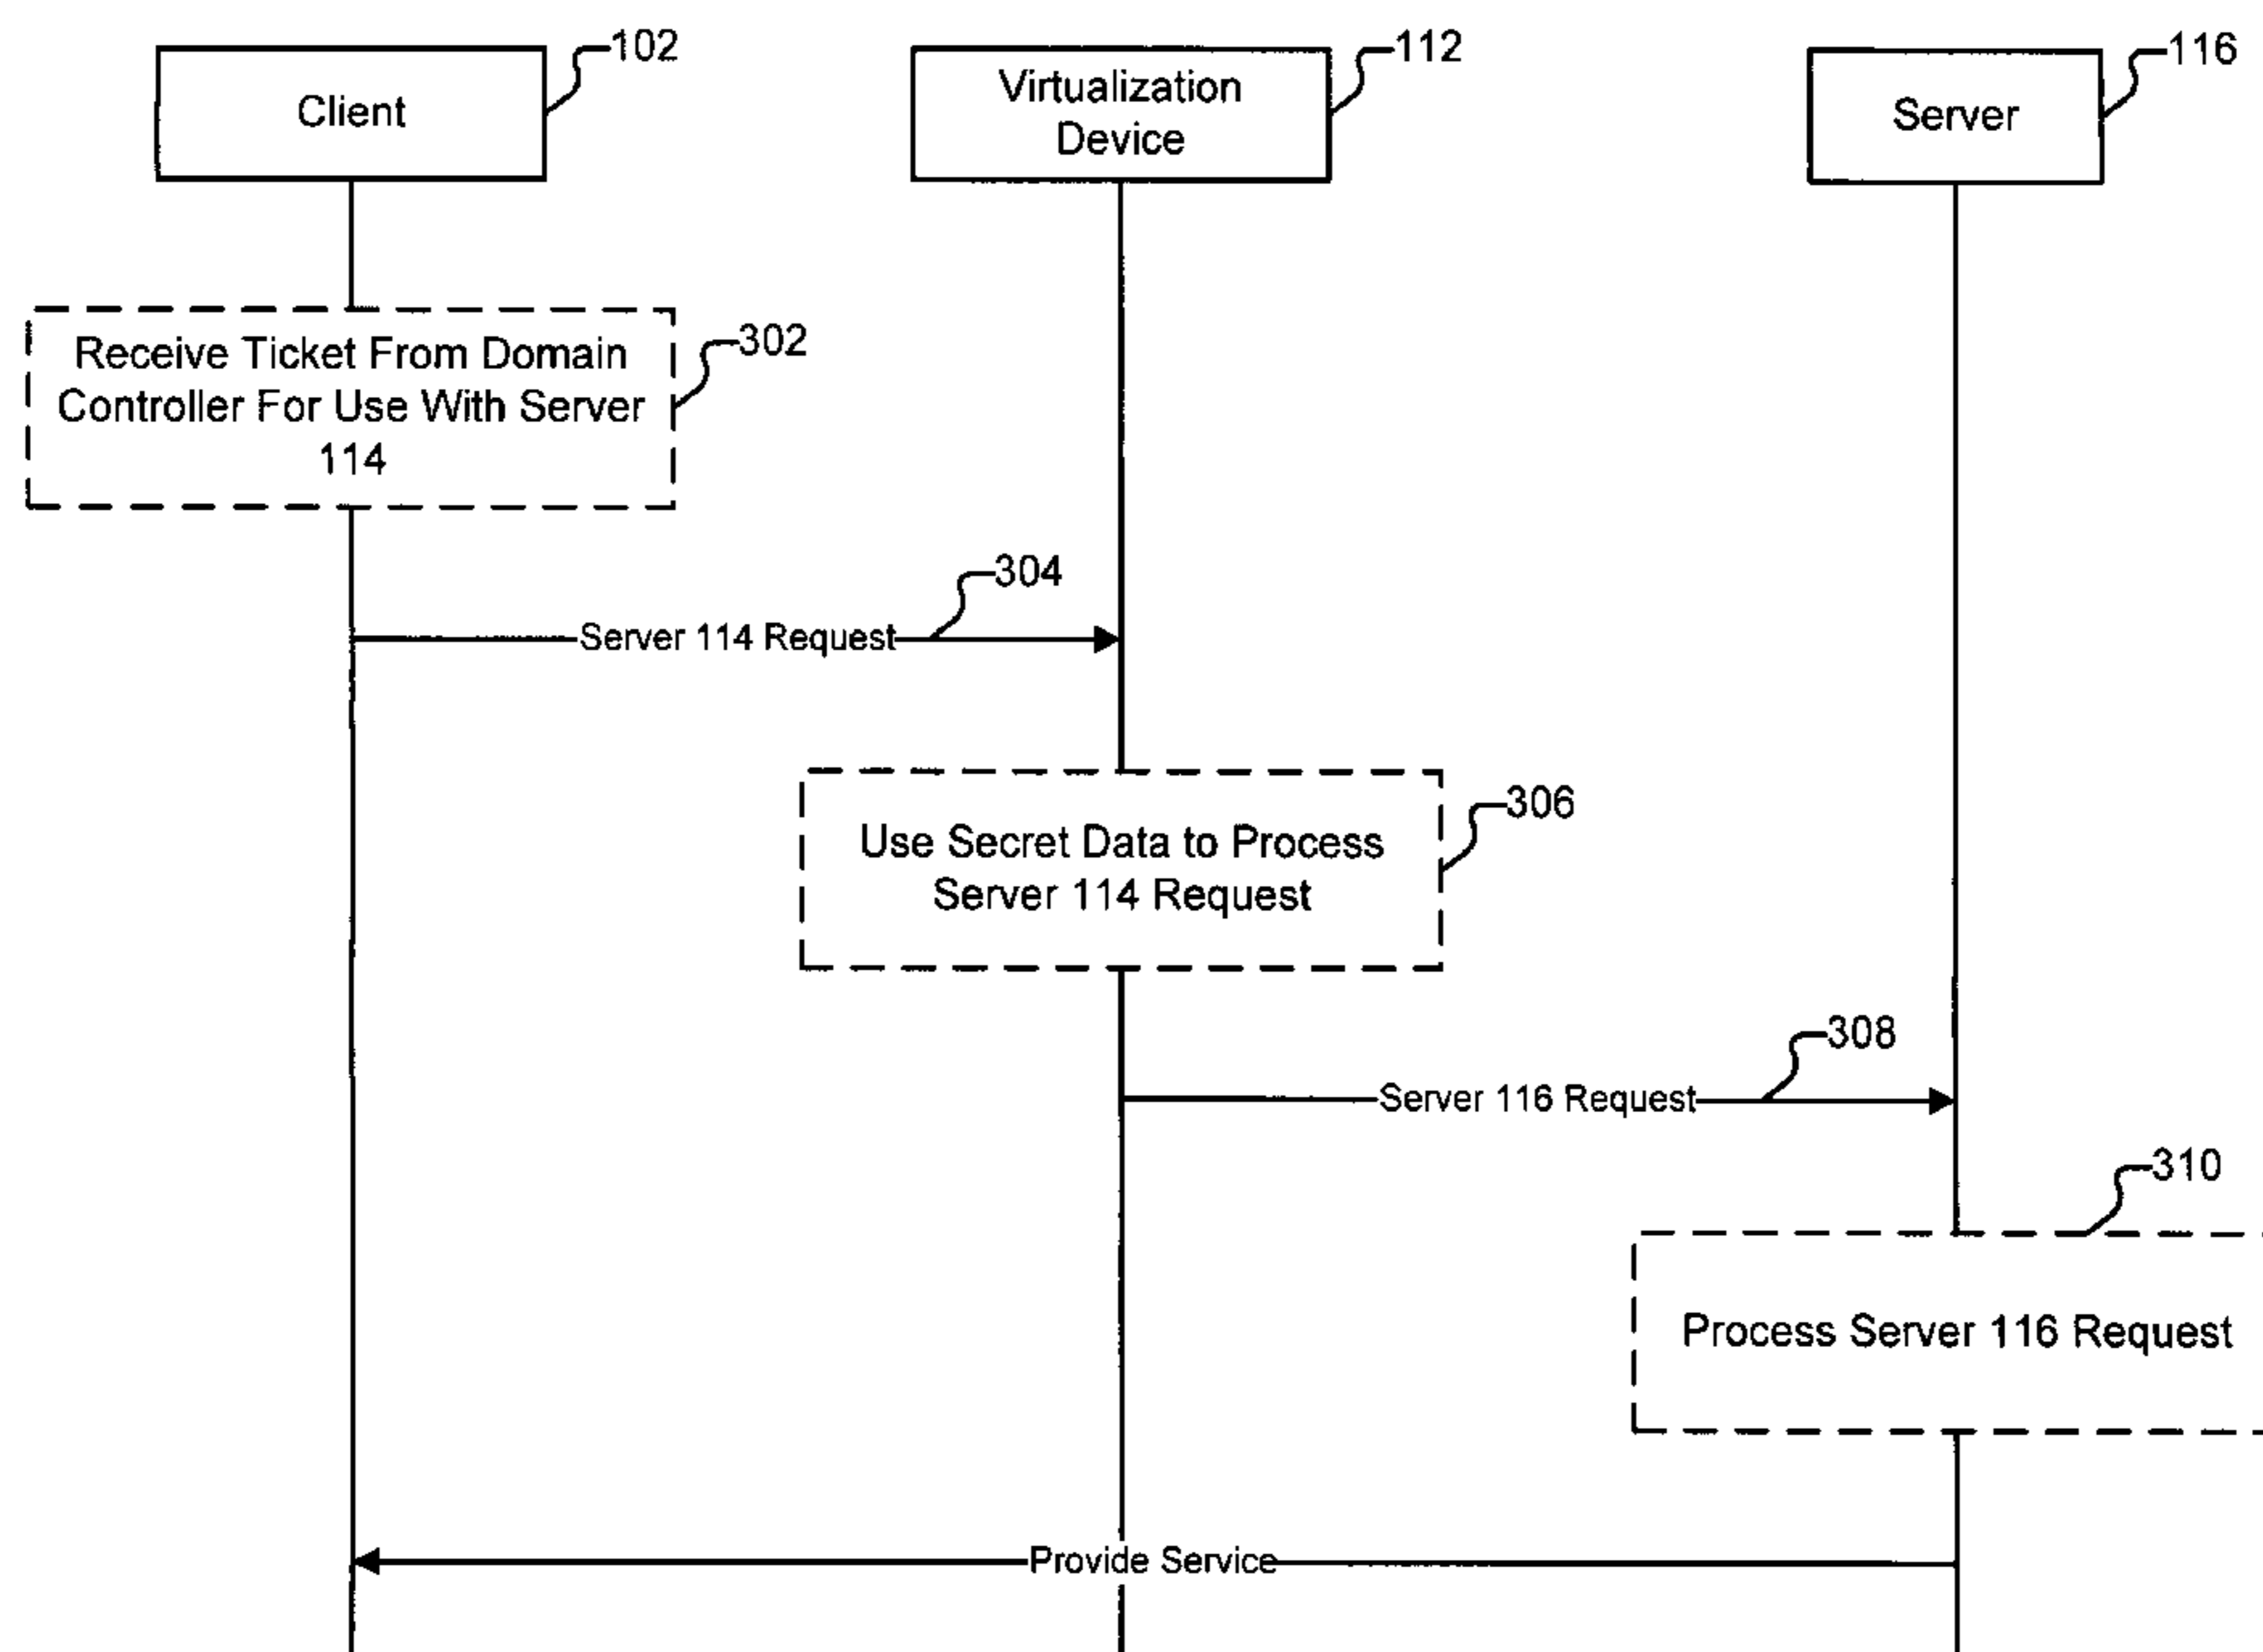 102
112
116
Client
Virtualization
Device
Server
302
Receive Ticket From Domain
Controller For Use With Server
114
304
Server 114 Request
306
Use Secret Data to Process
Server 114 Request
308
Server 116 Request
310
Process Server 116 Request
Provide Service